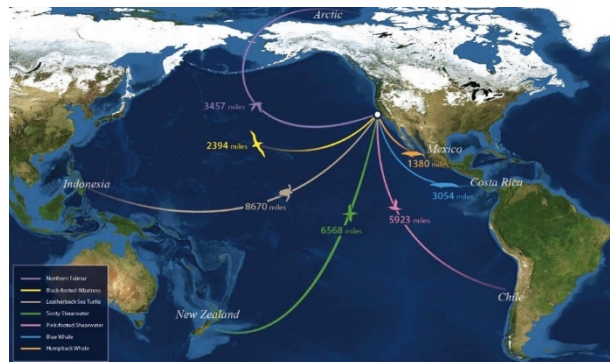 Arctic
3457 miles
2394 miles
Mexico
1380 miles
Indonesia
Costa Rica
8670 miles
3054 miles
6568 miles
5923 miles
New Zealand
Chile
Northern Fulmar
Black-footed Albatross
Leatherback Sea Turtle
Sooty Shearwater
Pink-footed Shearwater
Blue Whale
Humpback Whale